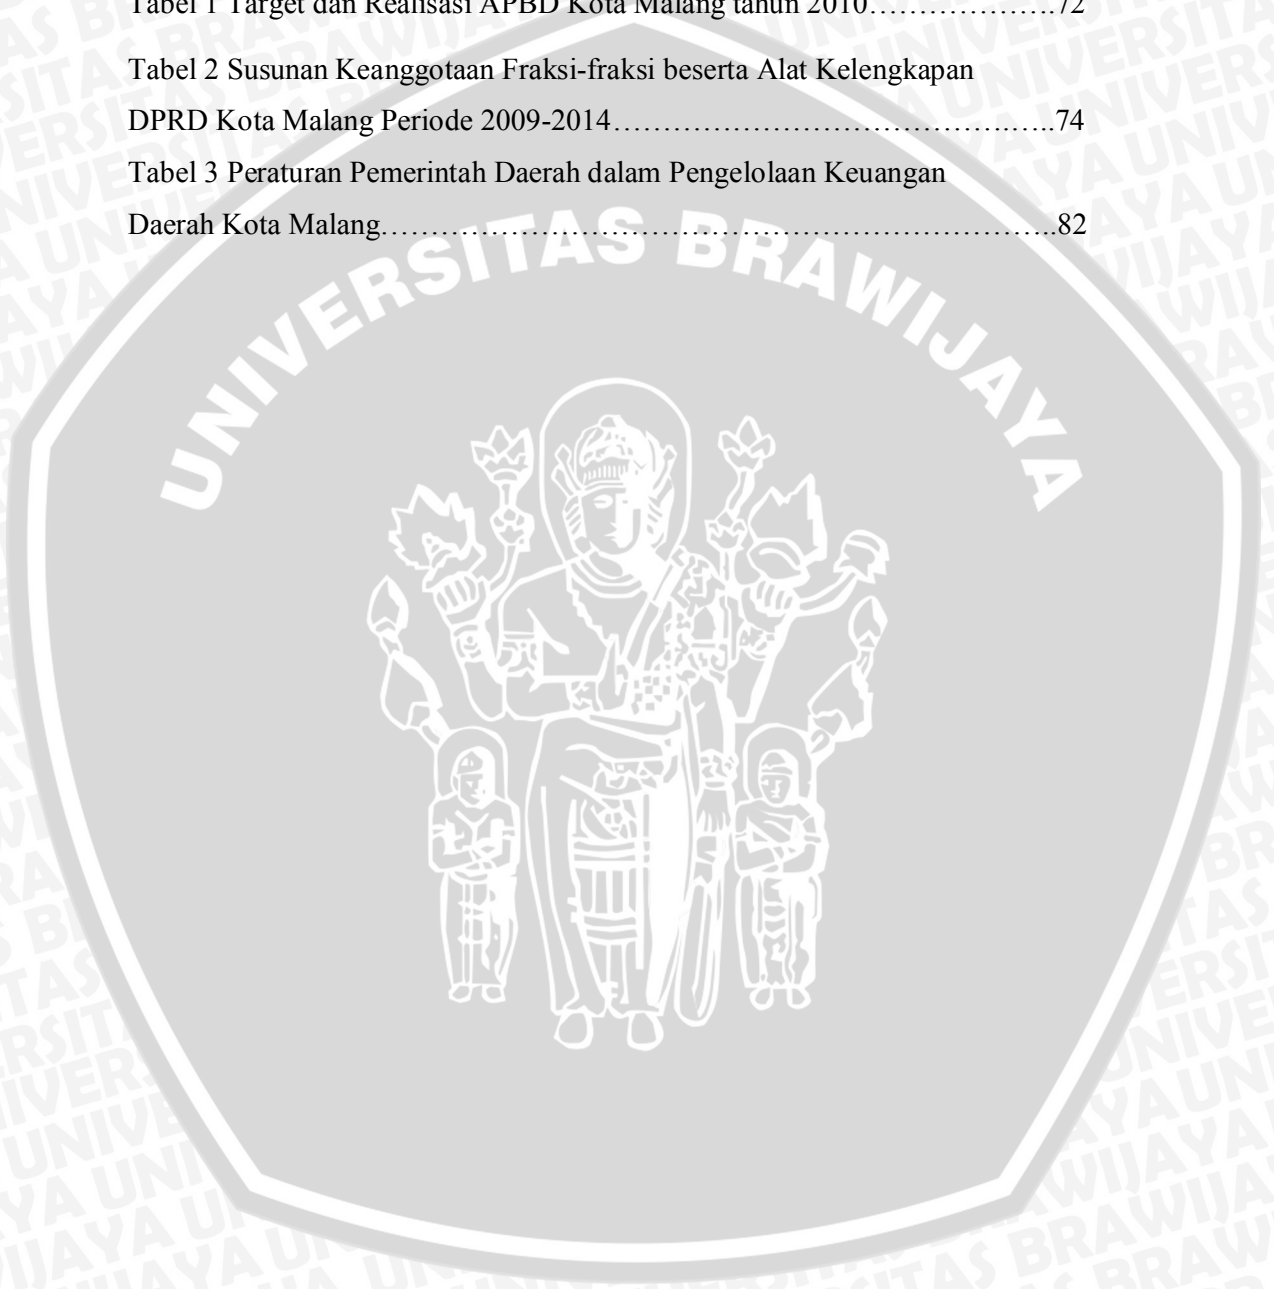 Tabel 1 Target dan Realisasi APBD Kota Malang tahun 2010……………….72
Tabel 2 Susunan Keanggotaan Fraksi-fraksi beserta Alat Kelengkapan
DPRD Kota Malang Periode 2009-2014…………………………………….…..74
Tabel 3 Peraturan Pemerintah Daerah dalam Pengelolaan Keuangan
Daerah Kota Malang………………………………………………………….82
UNIVERSITAS BRAWIJAYA